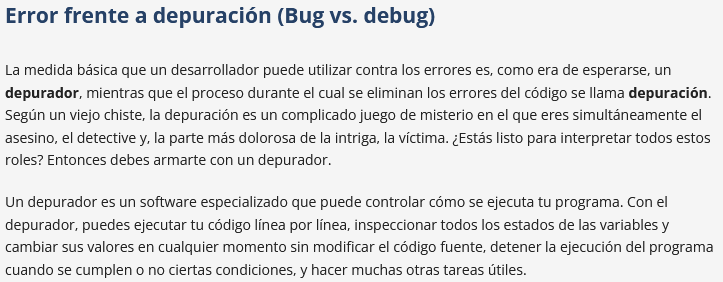 Error frente a depuración (Bug vs. debug)
La medida básica que un desarrollador puede utilizar contra los errores es, como era de esperarse, un
depurador, mientras que el proceso durante el cual se eliminan los errores del código se llama depuración.
Según un viejo chiste, la depuración es un complicado juego de misterio en el que eres simultáneamente el
asesino, el detective y, la parte más dolorosa de la intriga, la víctima. ¿Estás listo para interpretar todos estos
roles? Entonces debes armarte con un depurador.
Un depurador es un software especializado que puede controlar cómo se ejecuta tu programa. Con el
depurador, puedes ejecutar tu código línea por línea, inspeccionar todos los estados de las variables y
cambiar sus valores en cualquier momento sin modificar el código fuente, detener la ejecución del programa
cuando se cumplen o no ciertas condiciones, y hacer muchas otras tareas útiles.